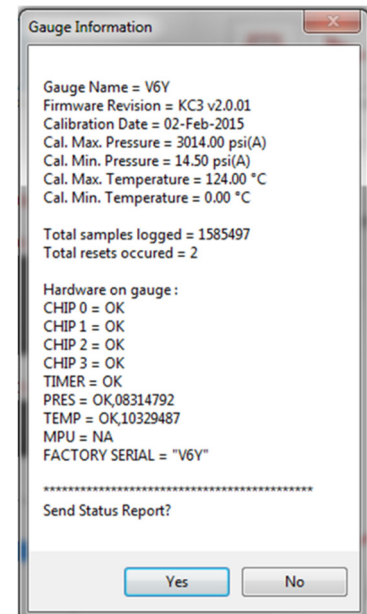 Gauge Information
Gauge Name = V6Y
Firmware Revision = KC3 v2.0.01
Calibration Date = 02-Feb-2015
Cal. Max. Pressure = 3014.00 psi(A)
Cal. Min. Pressure = 14.50 psi(A)
Cal. Max. Temperature = 124.00 °C
Cal. Min. Temperature = 0.00 °C
Total samples logged = 1585497
Total resets occured = 2
Hardware on gauge :
CHIP 0 = OK
CHIP 1 = OK
CHIP 2 = OK
CHIP 3 = OK
TIMER = OK
PRES = OK,08314792
TEMP = OK,10329487
MPU = NA
FACTORY SERIAL = "V6Y"
********************************************
Send Status Report?
Yes No